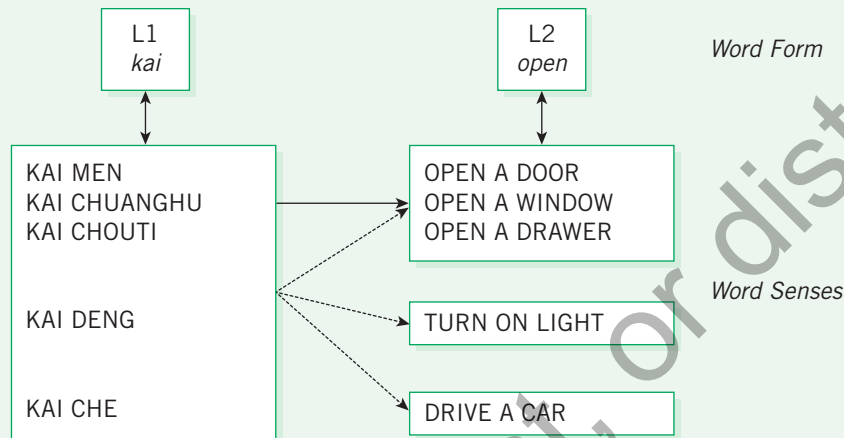 L1
kai
L2
open
Word Form
KAI MEN
KAI CHUANGHU
KAI CHOUTI
KAI DENG
KAI CHE
OPEN A DOOR
OPEN A WINDOW
OPEN A DRAWER
TURN ON LIGHT
DRIVE A CAR
Word Senses
or